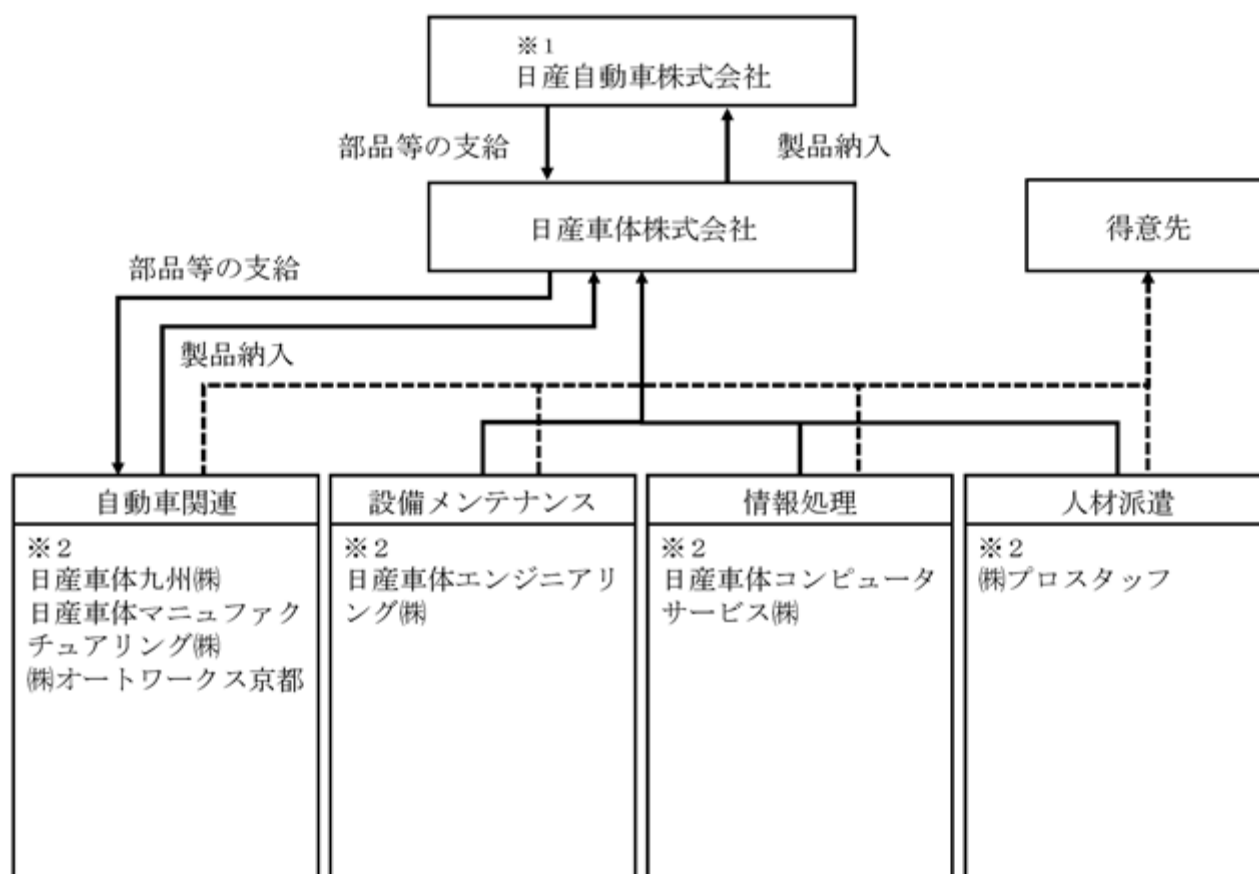 ※1
日産自動車株式会社
部品等の支給
製品納入
日産車体株式会社
得意先
部品等の支給
製品納入
自動車関連
※2
日産車体九州㈱
日産車体マニュファク
チュアリング㈱
㈱オートワークス京都
設備メンテナンス
※2
日産車体エンジニアリ
ング㈱
情報処理
※2
日産車体コンピュータ
サービス㈱
人材派遣
※2
㈱プロスタッフ